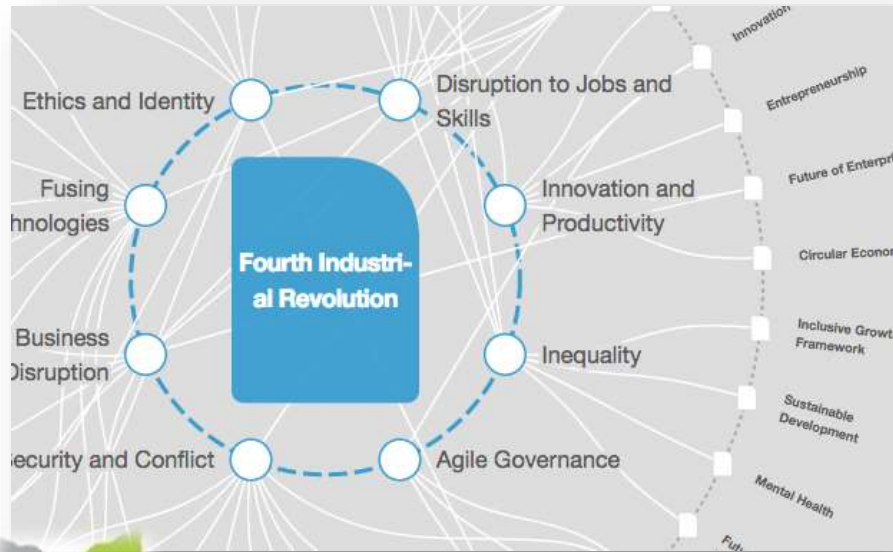 Innovation
Entrepreneurship
Ethics and Identity
Disruption to Jobs and
Skills
Future of Enterpri
Fusing
hnologies
Innovation and
Productivity
Circular Econo
Fourth Industri-
al Revolution
Inclusive Growt
Framework
Business
Disruption
Inequality
Sustainable
Development
ecurity and Conflict
Agile Governance
Mental Health
Fut